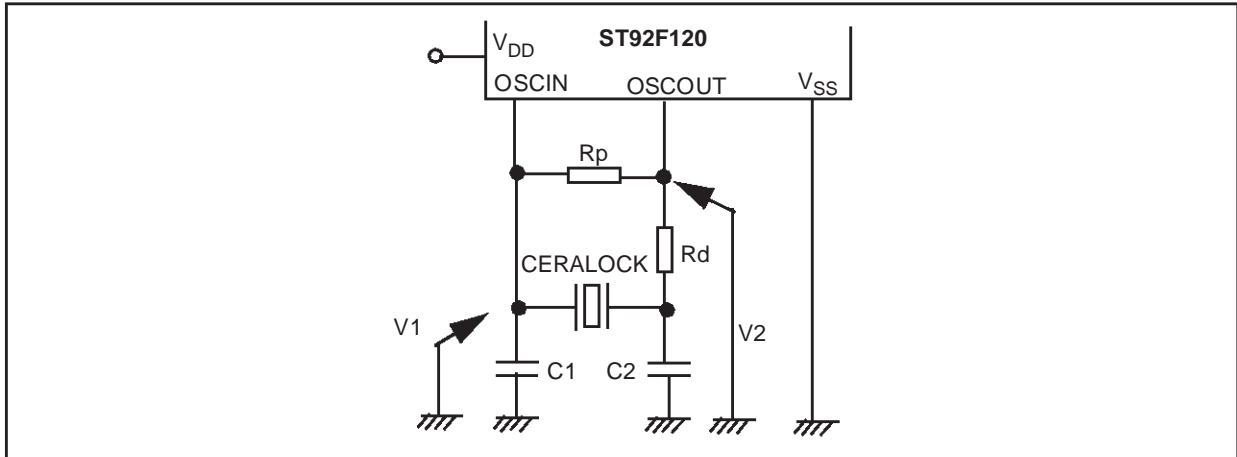 ST92F120
VDD
OSCIN
OSCOUT
VSS
Rp
Rd
CERALOCK
V1
V2
C1
C2